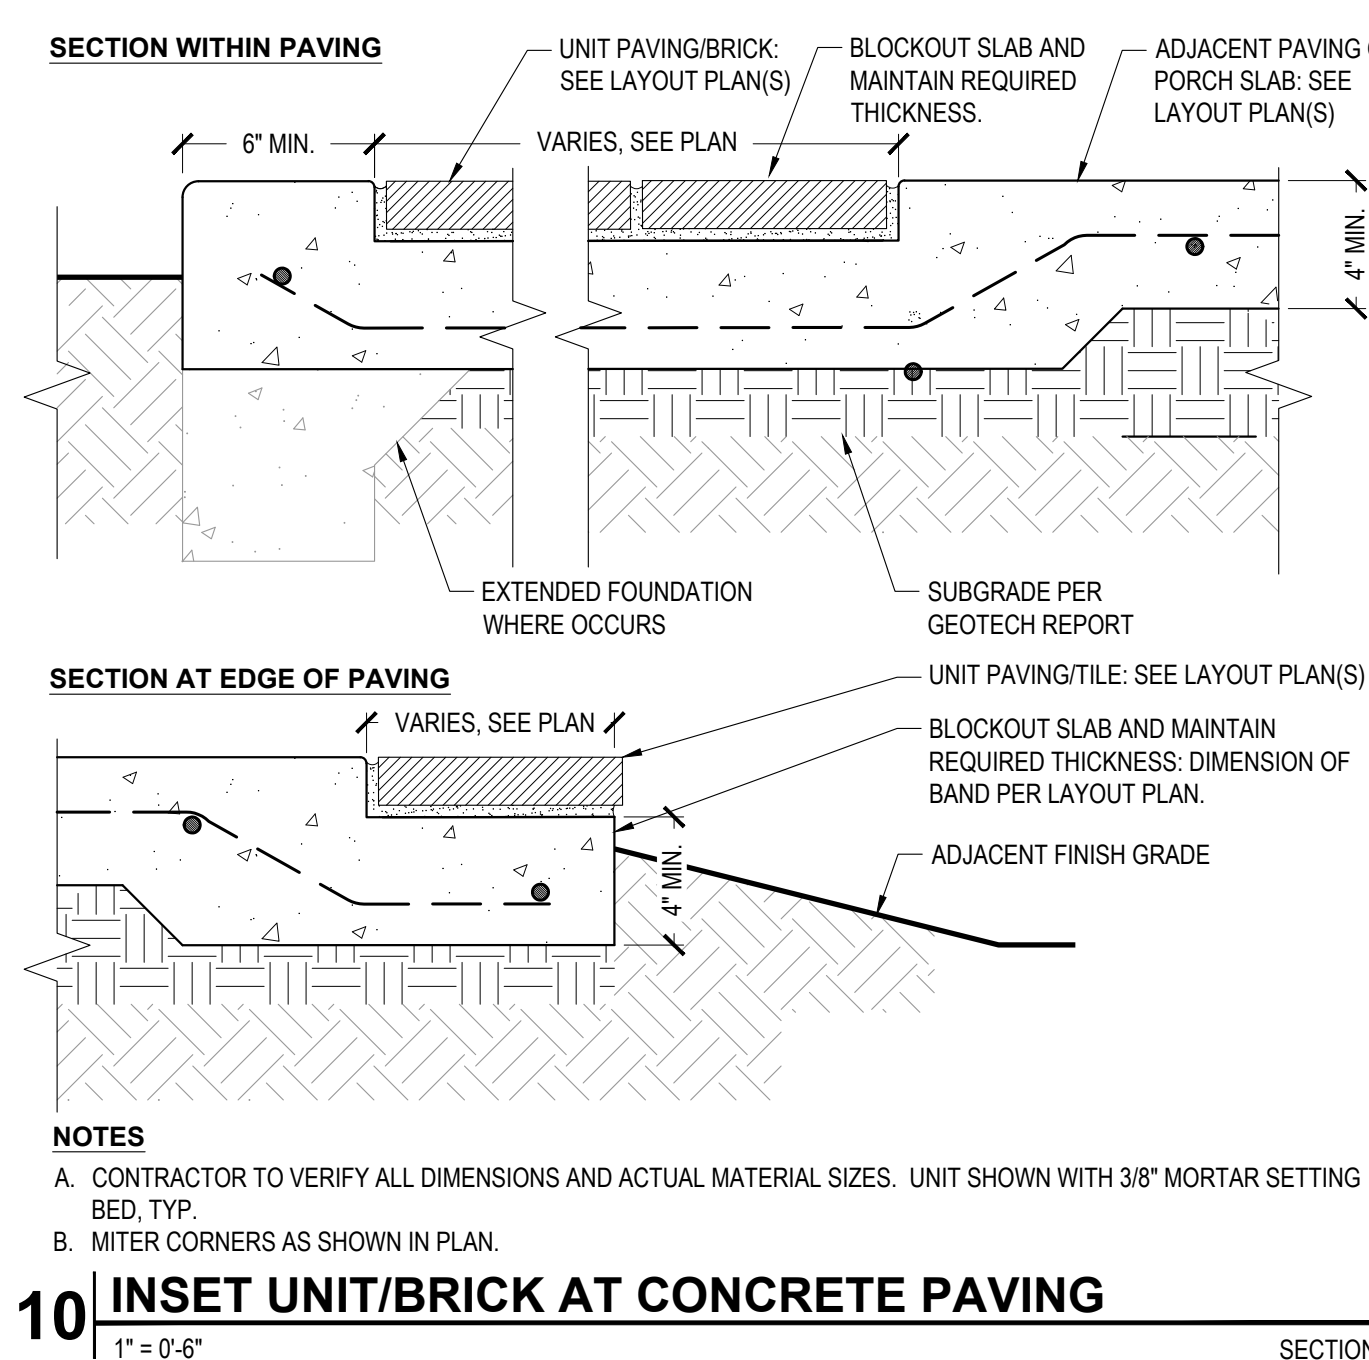 SECTION WITHIN PAVING
UNIT PAVING/BRICK:
SEE LAYOUT PLAN(S)
BLOCKOUT SLAB AND
MAINTAIN REQUIRED
THICKNESS.
ADJACENT PAVING
PORCH SLAB: SEE
LAYOUT PLAN(S)
6" MIN.
VARIES, SEE PLAN
4" MIN.
EXTENDED FOUNDATION
WHERE OCCURS
SUBGRADE PER
GEOTECH REPORT
SECTION AT EDGE OF PAVING
UNIT PAVING/TILE: SEE LAYOUT PLAN(S)
VARIES, SEE PLAN
BLOCKOUT SLAB AND MAINTAIN
REQUIRED THICKNESS: DIMENSION OF
BAND PER LAYOUT PLAN.
4" MIN.
ADJACENT FINISH GRADE
NOTES
A. CONTRACTOR TO VERIFY ALL DIMENSIONS AND ACTUAL MATERIAL SIZES. UNIT SHOWN WITH 3/8" MORTAR SETTING
BED, TYP.
B. MITER CORNERS AS SHOWN IN PLAN.
10 INSET UNIT/BRICK AT CONCRETE PAVING
1" = 0'-6"
SECTION